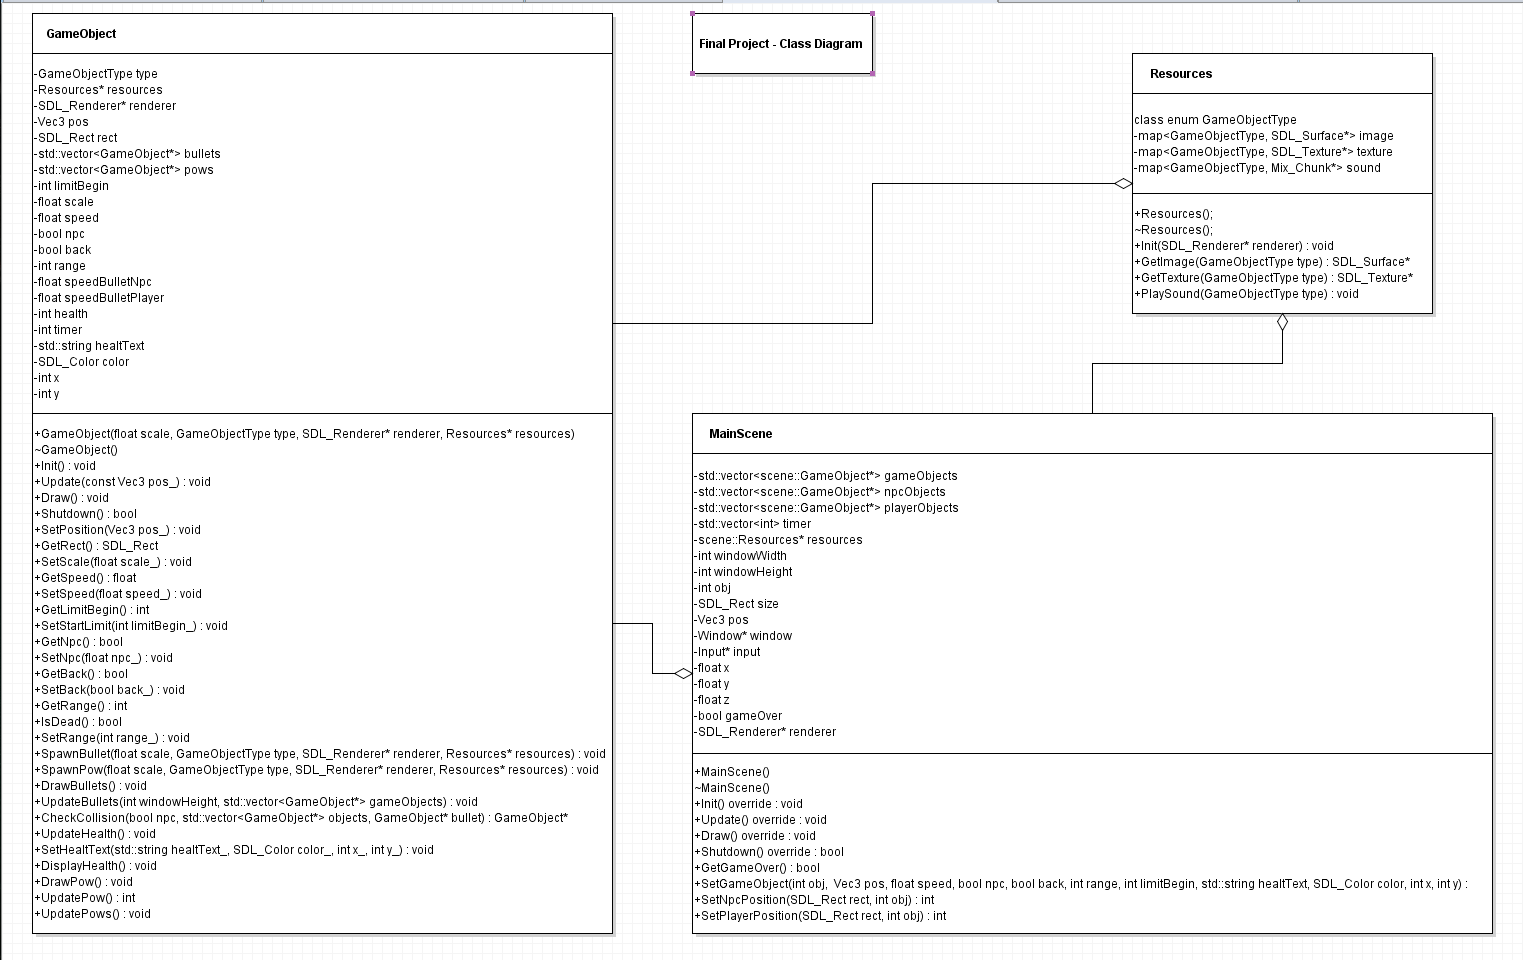 GameObject
-GameObjectType type
-Resources* resources
-SDL_Renderer* renderer
-Vec3 pos
-SDL_Rect rect
-std::vector<GameObject*> bullets
-std::vector<GameObject*> pows
-int limitBegin
-float scale
-float speed
-bool npc
-bool back
-int range
-float speedBulletNpc
-float speedBulletPlayer
-int health
-int timer
-std::string healtText
-SDL_Color color
-int x
-int y
+GameObject(float scale, GameObjectType type, SDL_Renderer* renderer, Resources* resources)
~GameObject()
+Init() : void
+Update(const Vec3 pos_) : void
+Draw() : void
+Shutdown() : bool
+SetPosition(Vec3 pos_) : void
+GetRect() : SDL_Rect
+SetScale(float scale_) : void
+GetSpeed() : float
+SetSpeed(float speed_) : void
+GetLimitBegin() : int
+SetStartLimit(int limitBegin_) : void
+GetNpc() : bool
+SetNpc(float npc_) : void
+GetBack() : bool
+SetBack(bool back_) : void
+GetRange() : int
+IsDead() : bool
+SetRange(int range_) : void
+SpawnBullet(float scale, GameObjectType type, SDL_Renderer* renderer, Resources* resources) : void
+SpawnPow(float scale, GameObjectType type, SDL_Renderer* renderer, Resources* resources) : void
+DrawBullets() : void
+UpdateBullets(int windowHeight, std::vector<GameObject*> gameObjects) : void
+CheckCollision(bool npc, std::vector<GameObject*> objects, GameObject* bullet) : GameObject*
+UpdateHealth() : void
+SetHealtText(std::string healtText_, SDL_Color color_, int x_, int y_) : void
+DisplayHealth() : void
+DrawPow() : void
+UpdatePow() : int
+UpdatePows() : void
Final Project - Class Diagram
Resources
class enum GameObjectType
-map<GameObjectType, SDL_Surface*> image
-map<GameObjectType, SDL_Texture*> texture
-map<GameObjectType, Mix_Chunk*> sound
+Resources();
~Resources();
+Init(SDL_Renderer* renderer) : void
+GetImage(GameObjectType type) : SDL_Surface*
+GetTexture(GameObjectType type) : SDL_Texture*
+PlaySound(GameObjectType type) : void
MainScene
-std::vector<scene::GameObject*> gameObjects
-std::vector<scene::GameObject*> npcObjects
-std::vector<scene::GameObject*> playerObjects
-std::vector<int> timer
-scene::Resources* resources
-int windowWidth
-int windowHeight
-int obj
-SDL_Rect size
-Vec3 pos
-Window* window
-Input* input
-float x
-float y
-float z
-bool gameOver
-SDL_Renderer* renderer
+MainScene()
~MainScene()
+Init() override : void
+Update() override : void
+Draw() override : void
+Shutdown() override : bool
+GetGameOver() : bool
+SetGameObject(int obj,  Vec3 pos, float speed, bool npc, bool back, int range, int limitBegin, std::string healtText, SDL_Color color, int x, int y) :
+SetNpcPosition(SDL_Rect rect, int obj) : int
+SetPlayerPosition(SDL_Rect rect, int obj) : int